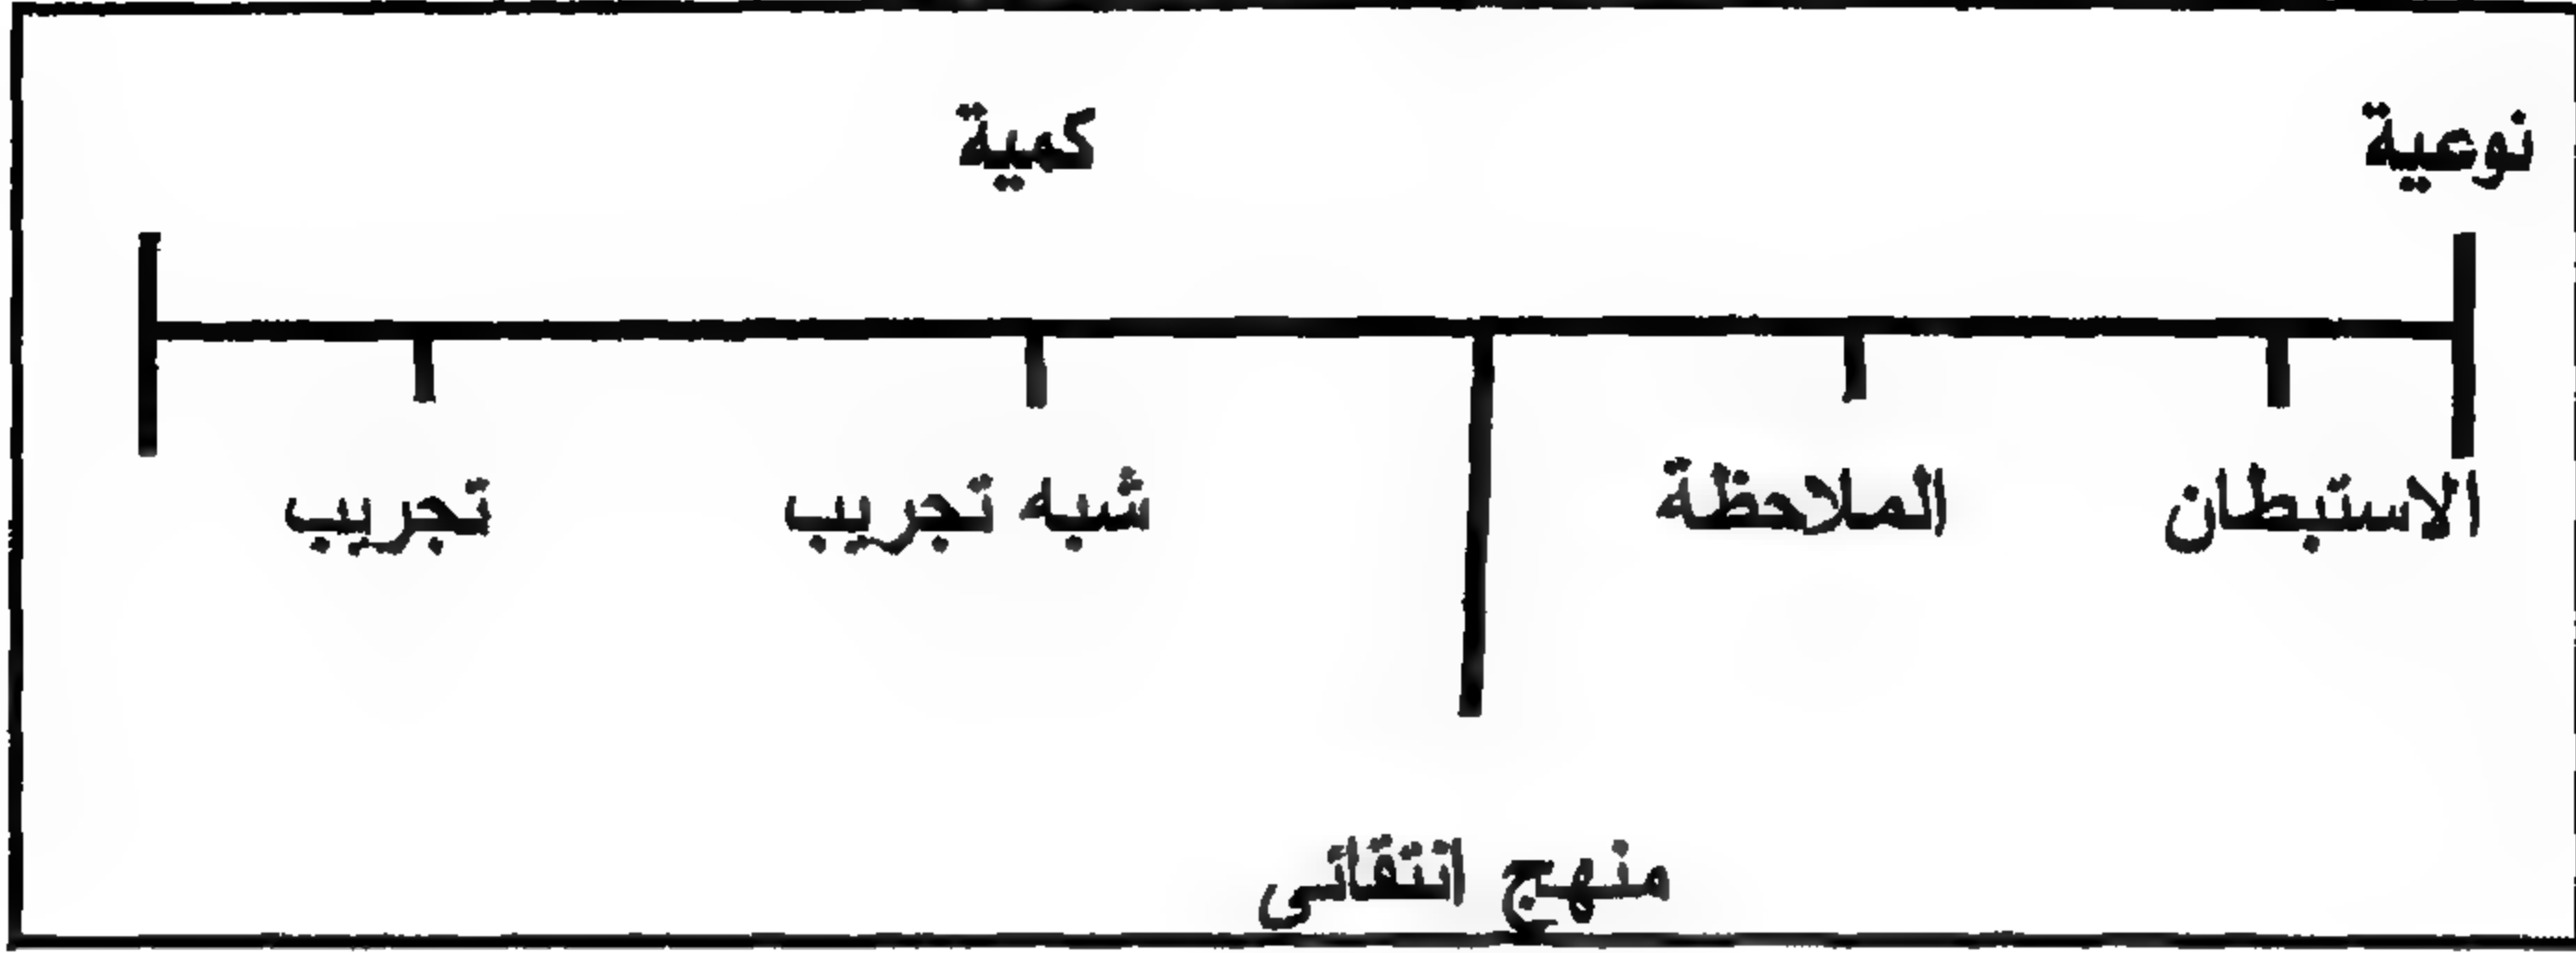 نوعية كمية
الاستبطان الملاحظة شبه تجريب تجريب
منهج انتقائى